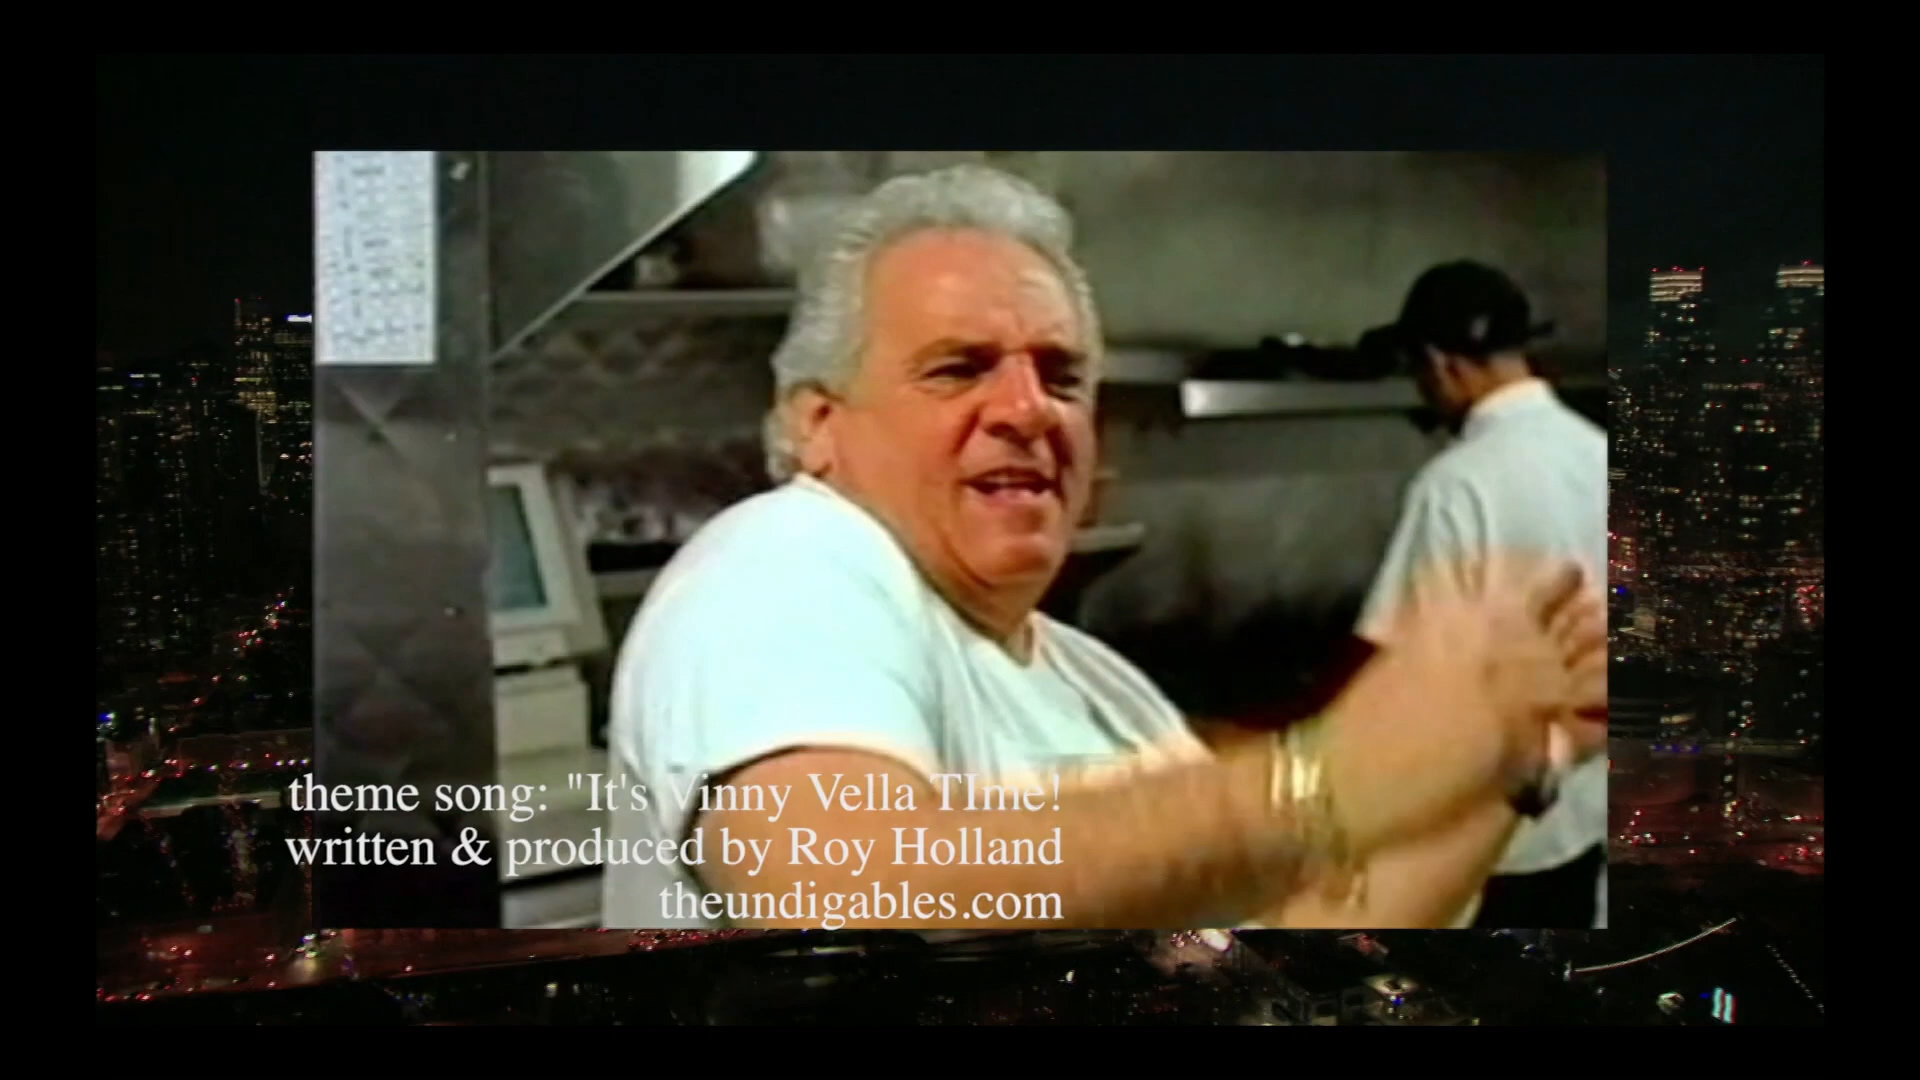 theme song: "It's Vinny Vella TIme!
written & produced by Roy Holland
theundigables.com